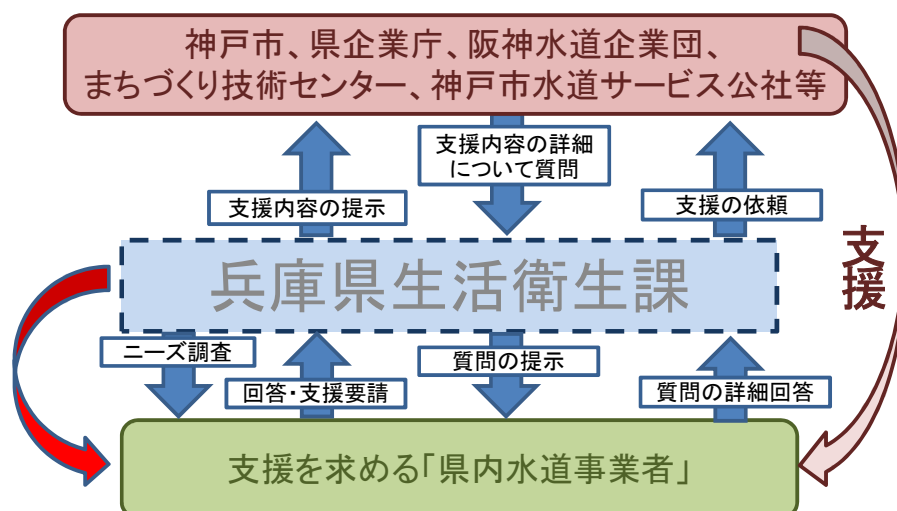 神戸市、県企業庁、阪神水道企業団、
まちづくり技術センター、神戸市水道サービス公社等
支援内容の詳細
について質問
支援内容の提示
支援の依頼
支援
兵庫県生活衛生課
ニーズ調査
回答・支援要請
質問の提示
質問の詳細回答
支援を求める「県内水道事業者」